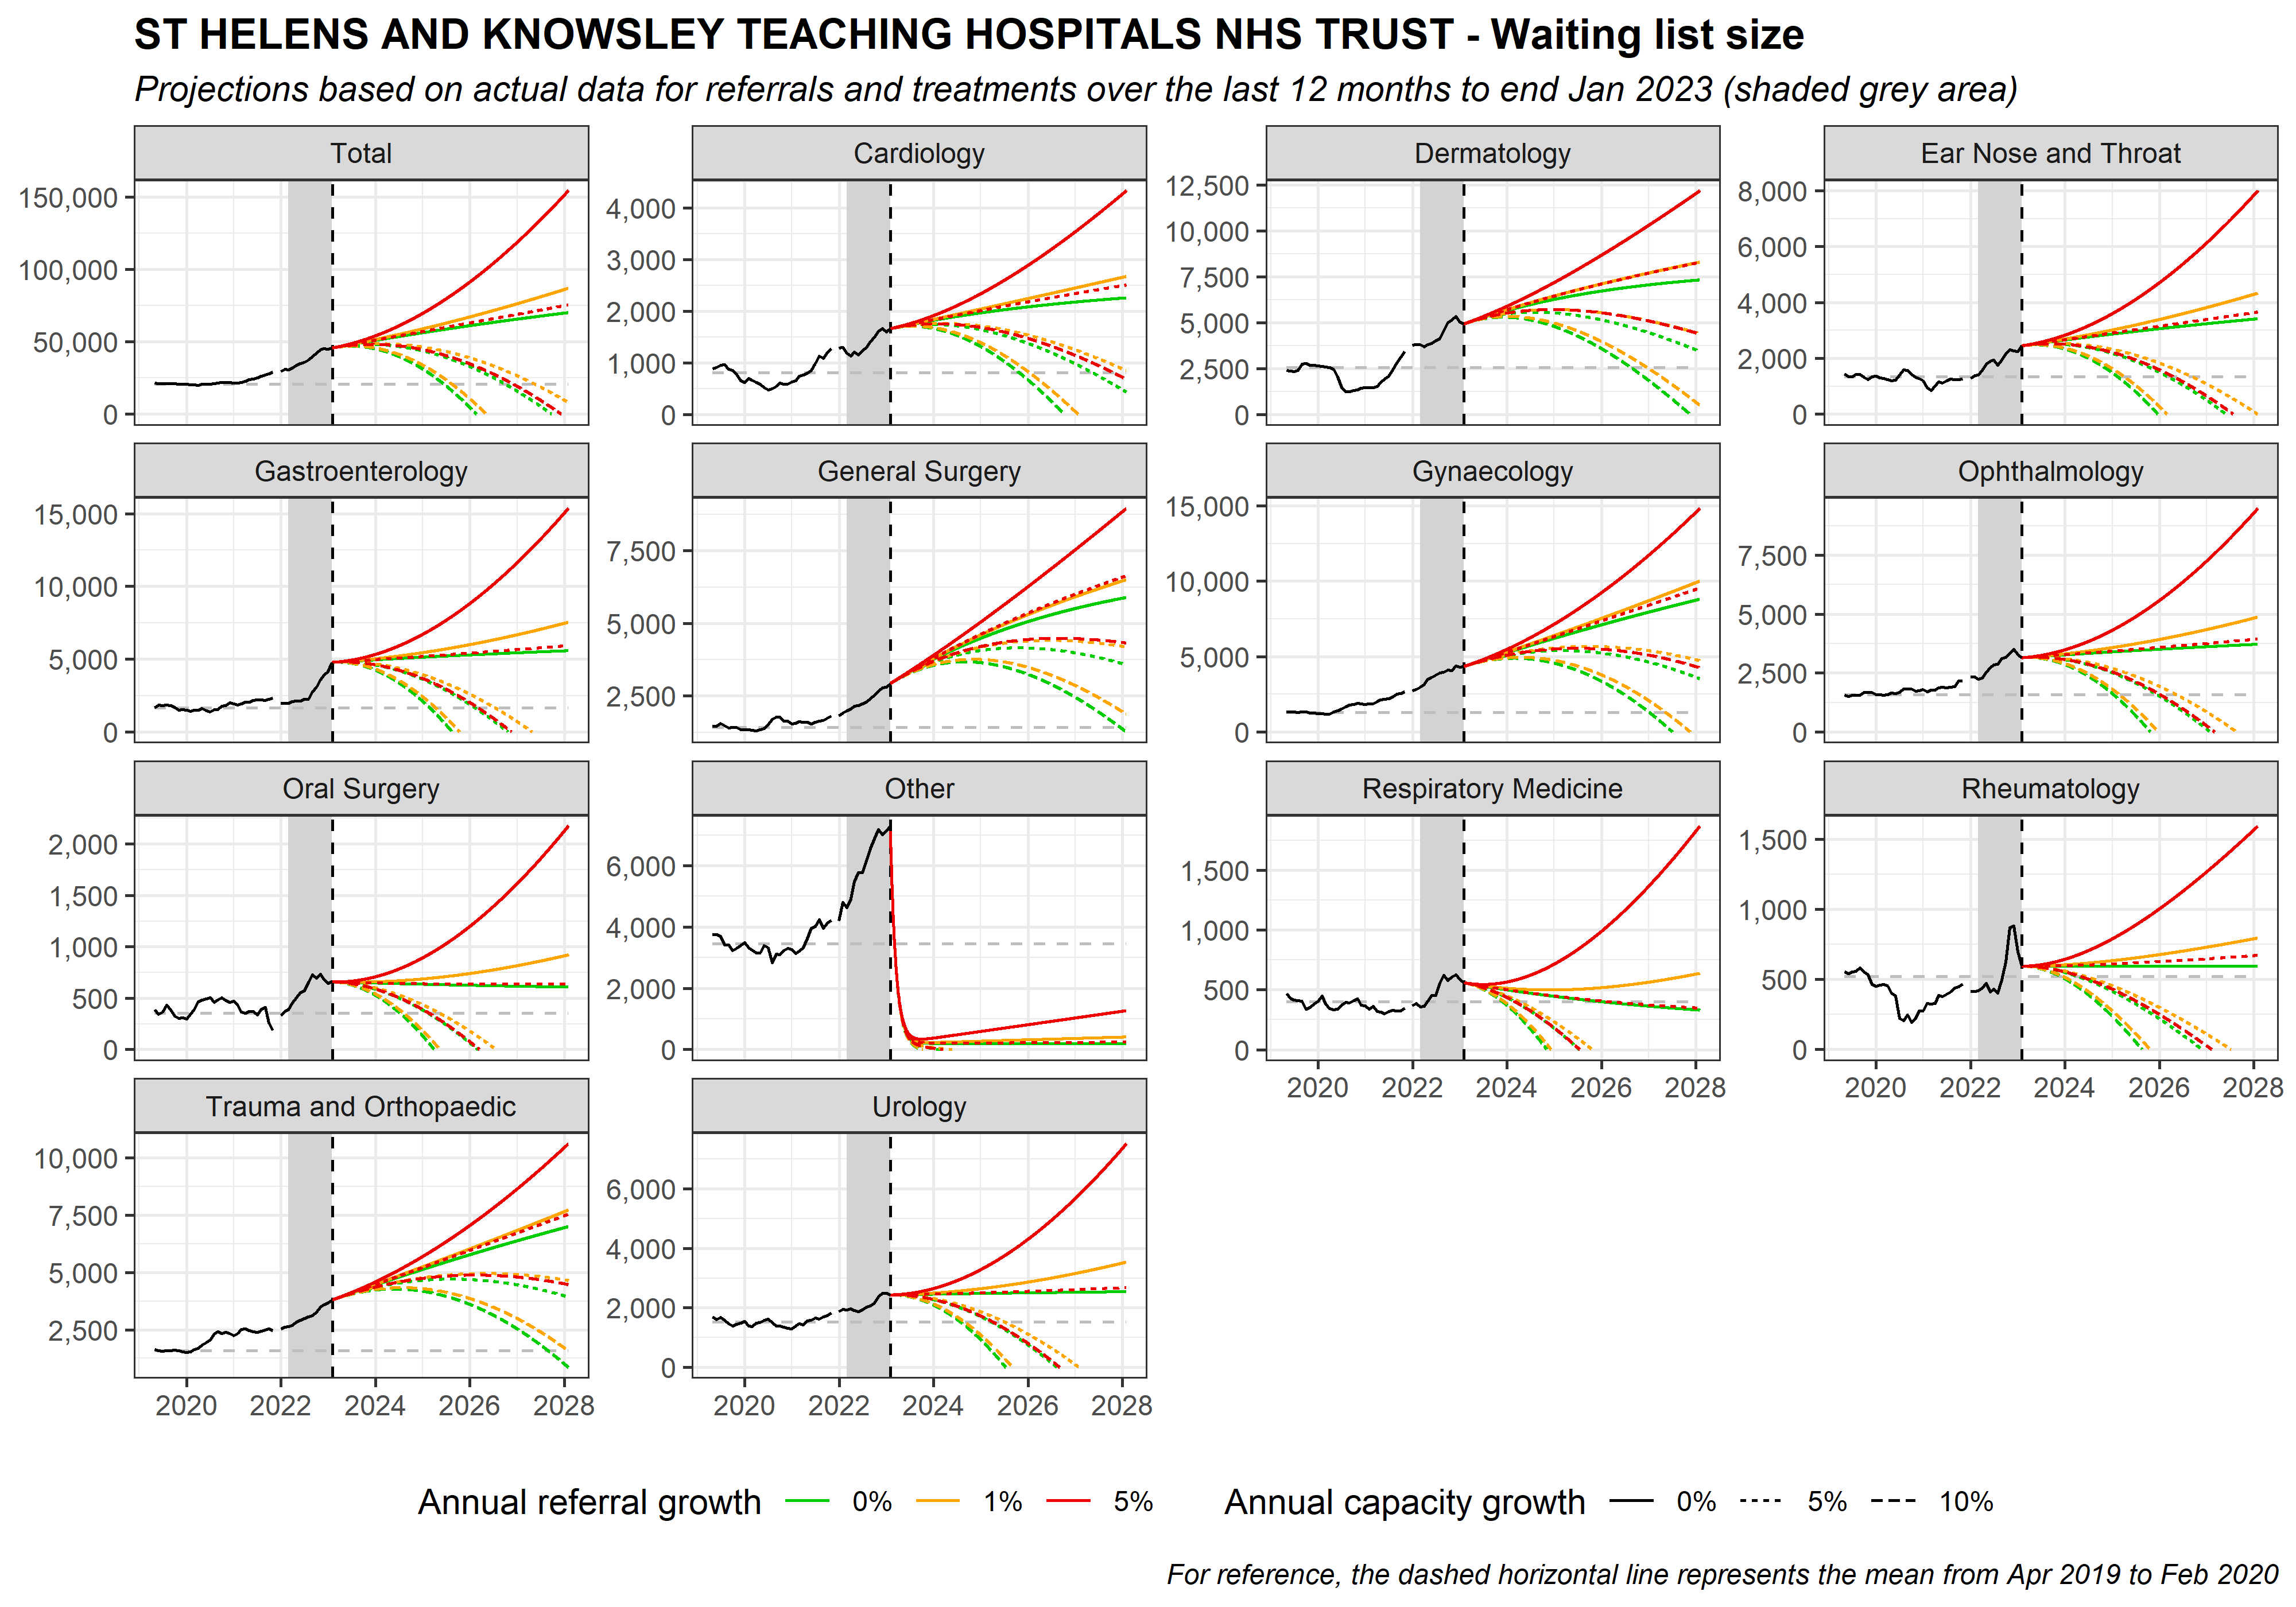 ST HELENS AND KNOWSLEY TEACHING HOSPITALS NHS TRUST - Waiting list size
Projections based on actual data for referrals and treatments over the last 12 months to end Jan 2023 (shaded grey area)
Total
150,000
100,000
50,000
0
Cardiology
4,000
3,000
2,000
1,000
0
Dermatology
12,500
10,000
7,500
5,000
2,500
0
Ear Nose and Throat
8,000
6,000
4,000
2,000
0
Gastroenterology
15,000
10,000
5,000
0
General Surgery
7,500
5,000
2,500
Gynaecology
15,000
10,000
5,000
0
Ophthalmology
7,500
5,000
2,500
0
Oral Surgery
2,000
1,500
1,000
500
0
Other
6,000
4,000
2,000
0
Respiratory Medicine
1,500
1,000
500
0
2020 2022 2024 2026 2028
Rheumatology
1,500
1,000
500
0
2020 2022 2024 2026 2028
Trauma and Orthopaedic
10,000
7,500
5,000
2,500
2020 2022 2024 2026 2028
Urology
6,000
4,000
2,000
0
2020 2022 2024 2026 2028
Annual referral growth 0% 1% 5% Annual capacity growth 0% 5% 10%
For reference, the dashed horizontal line represents the mean from Apr 2019 to Feb 2020